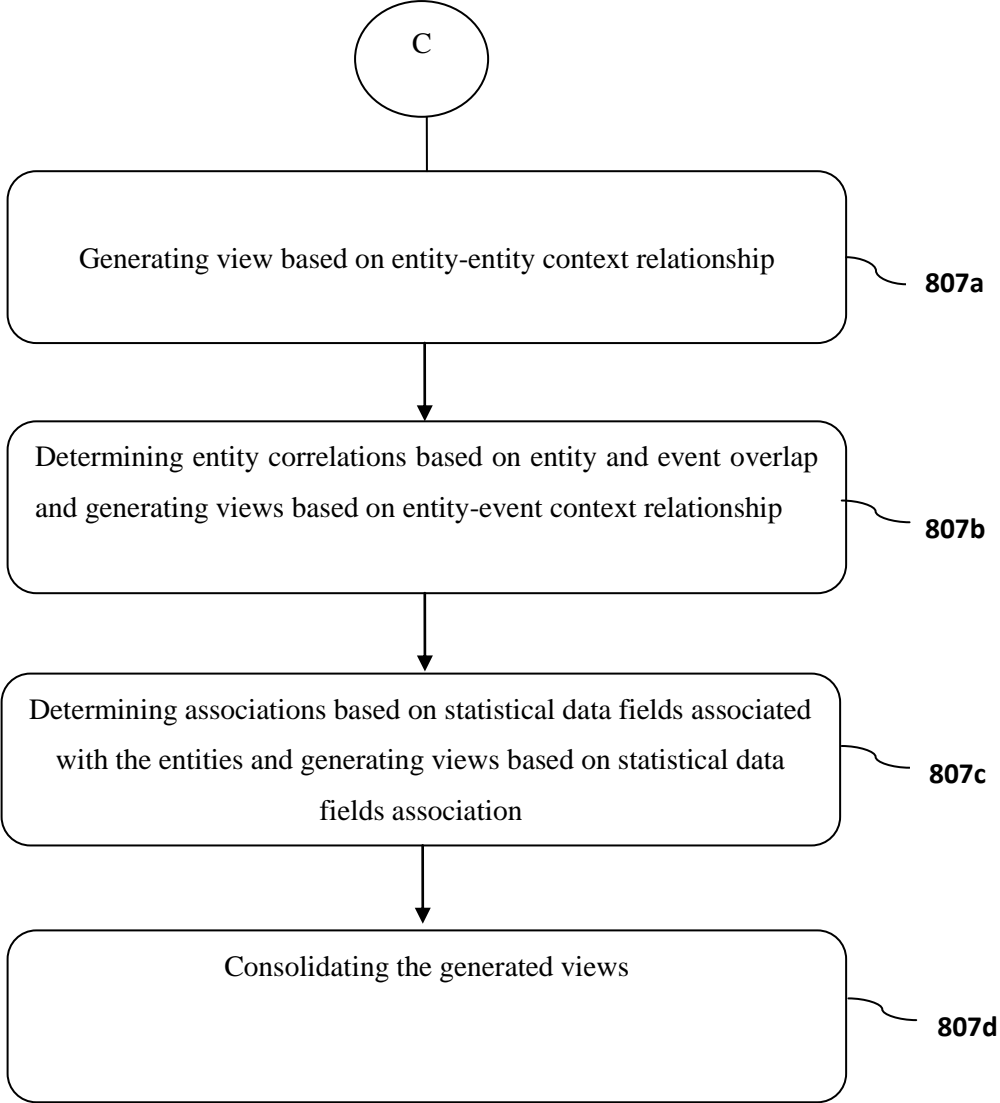 C
Generating view based on entity-entity context relationship
807a
Determining entity correlations based on entity and event overlap
and generating views based on entity-event context relationship
807b
Determining associations based on statistical data fields associated
with the entities and generating views based on statistical data
fields association
807c
Consolidating the generated views
807d